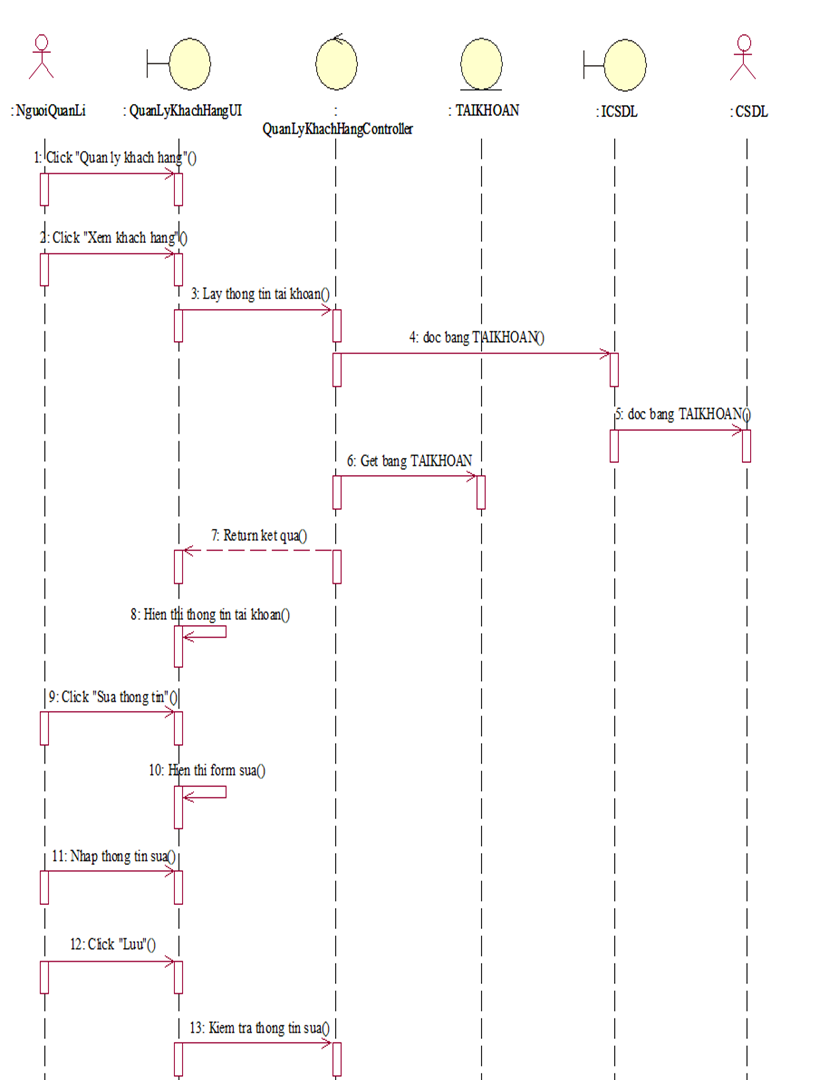 : NguoiQuanLi
: QuanLyKhachHangUI
:
QuanLyKhachHangController
: TAIKHOAN
: ICSDL
: CSDL
1: Click "Quan ly khach hang"()
2: Click "Xem khach hang"()
3: Lay thong tin tai khoan()
4: doc bang TAIKHOAN()
5: doc bang TAIKHOAN()
6: Get bang TAIKHOAN
7: Return ket qua()
8: Hien thi thong tin tai khoan()
9: Click "Sua thong tin"()
10: Hien thi form sua()
11: Nhap thong tin sua()
12: Click "Luu"()
13: Kiem tra thong tin sua()